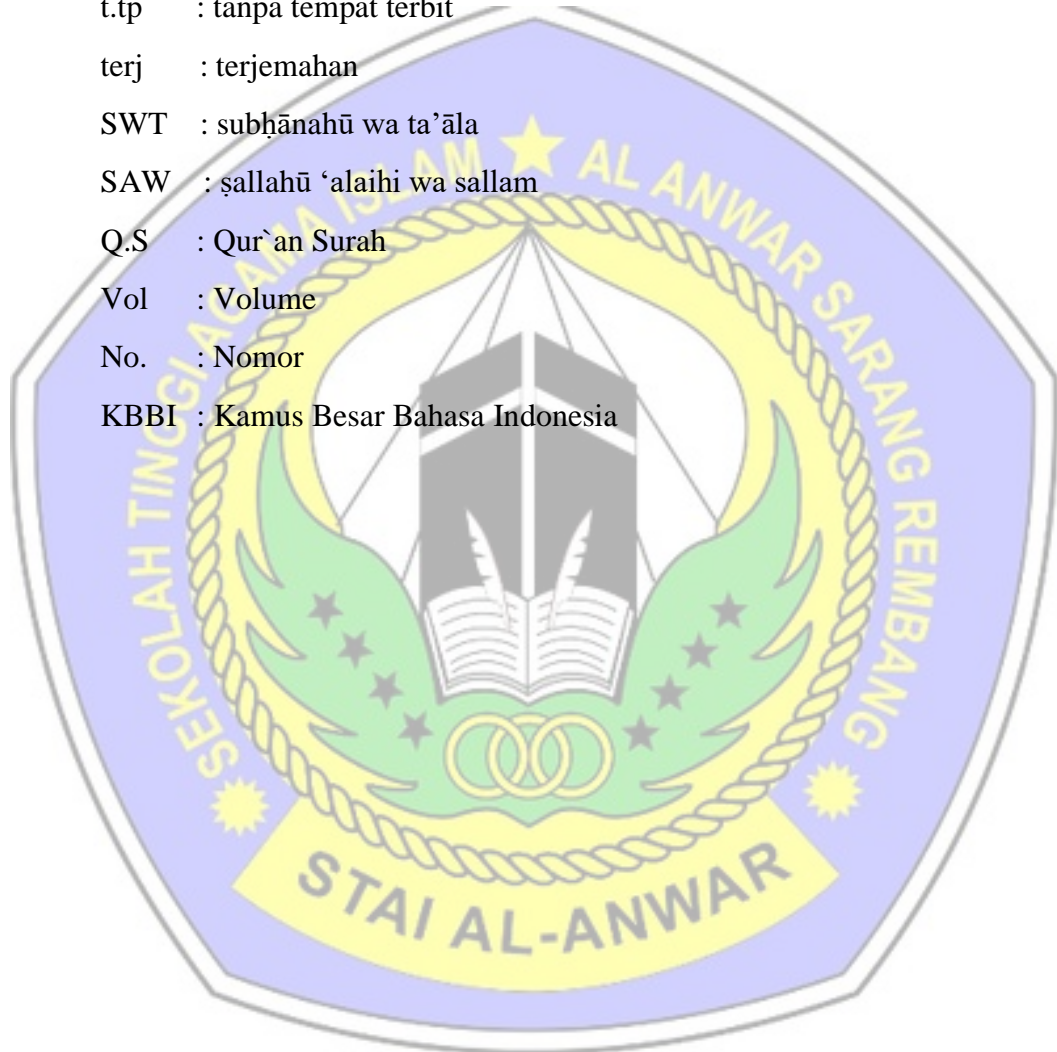 t.tp : tanpa tempat terbit
terj : terjemahan
SWT : subḥānahū wa ta’āla
SAW : ṣallahū ‘alaihi wa sallam
Q.S : Qur`an Surah
Vol : Volume
No. : Nomor
KBBI : Kamus Besar Bahasa Indonesia
SEKOLAH TINGGI AGAMA ISLAM AL ANWAR SARANG REMBANG
STAI AL-ANWAR